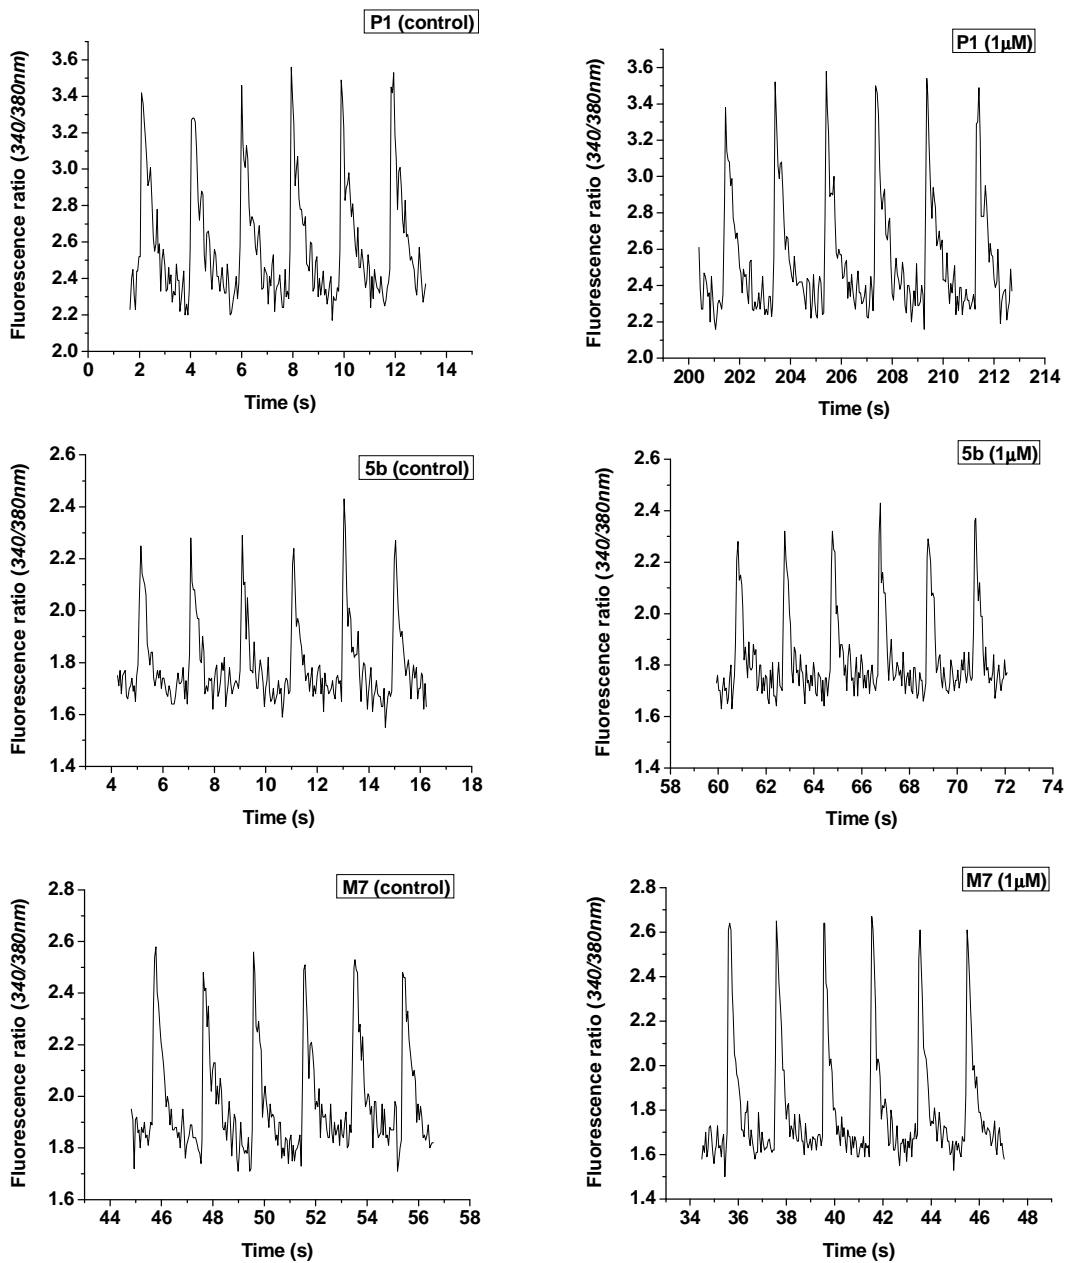 P1 (control)
Fluorescence ratio (340/380nm)
3.6
3.4
3.2
3.0
2.8
2.6
2.4
2.2
2.0
0 2 4 6 8 10 12 14
Time (s)
P1 (1μM)
Fluorescence ratio (340/380nm)
3.6
3.4
3.2
3.0
2.8
2.6
2.4
2.2
2.0
200 202 204 206 208 210 212 214
Time (s)
5b (control)
Fluorescence ratio (340/380nm)
2.6
2.4
2.2
2.0
1.8
1.6
1.4
4 6 8 10 12 14 16 18
Time (s)
5b (1μM)
Fluorescence ratio (340/380nm)
2.6
2.4
2.2
2.0
1.8
1.6
1.4
58 60 62 64 66 68 70 72 74
Time (s)
M7 (control)
Fluorescence ratio (340/380nm)
2.8
2.6
2.4
2.2
2.0
1.8
1.6
44 46 48 50 52 54 56 58
Time (s)
M7 (1μM)
Fluorescence ratio (340/380nm)
2.8
2.6
2.4
2.2
2.0
1.8
1.6
1.4
34 36 38 40 42 44 46 48
Time (s)